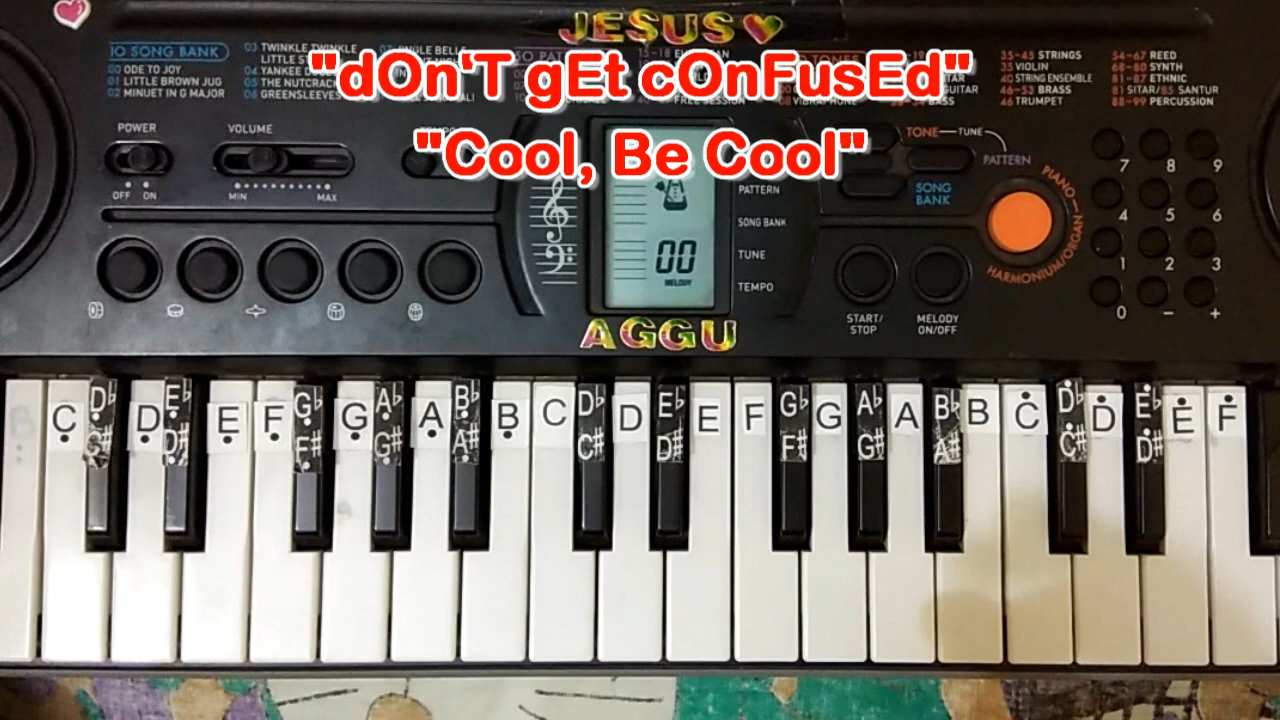 JESUS
"dOn'T gEt cOnFusEd"
"Cool, Be Cool"
10 SONG BANK
00 ODE TO JOY
01 LITTLE BROWN JUG
02 MINUET IN G MAJOR
03 TWINKLE TWINKLE
LITTLE
04 YANKEE
05 THE NUTCRACK
06 GREENSLEEVES
JINGLE BELLS
FREE SESSION
VIBRAPHONE
BASS
35-45 STRINGS
35 VIOLIN
40 STRING ENSEMBLE
46-53 BRASS
46 TRUMPET
54-67 REED
68-80 SYNTH
81-87 ETHNIC
81 SITAR/85 SANTUR
88-99 PERCUSSION
POWER
OFF ON
VOLUME
MIN MAX
00
MELODY
PATTERN
SONG BANK
TUNE
TEMPO
TONE TUNE
PATTERN
SONG
BANK
PIANO
HARMONIUM/ORGAN
START/
STOP
MELODY
ON/OFF
7 8 9
4 5 6
1 2 3
0 − +
AGGU
D♭ E♭ G♭ A♭ B♭ D♭ E♭ G♭ A♭ B♭ D♭ E♭
C D E F G A B C D E F G A B C D E F
D# F# G# A# C# D# F# G# A# C# D#